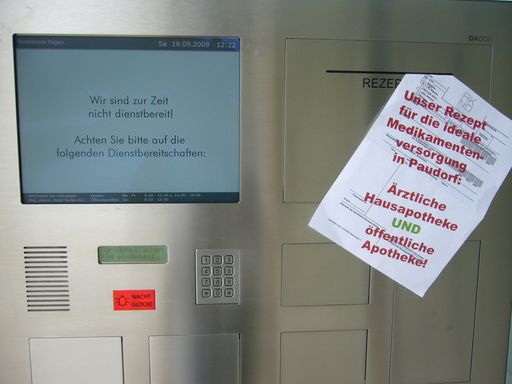 Sa 19.09.2009 12:22
Wir sind zur Zeit
nicht dienstbereit!
Achten Sie bitte auf die
folgenden Dienstbereitschaften:
DACOS
REZEP
Unser Rezept
für die ideale
Medikamenten-
versorgung
in Paudorf:
Ärztliche
Hausapotheke
UND
öffentliche
Apotheke!
NACHT
GLOCKE